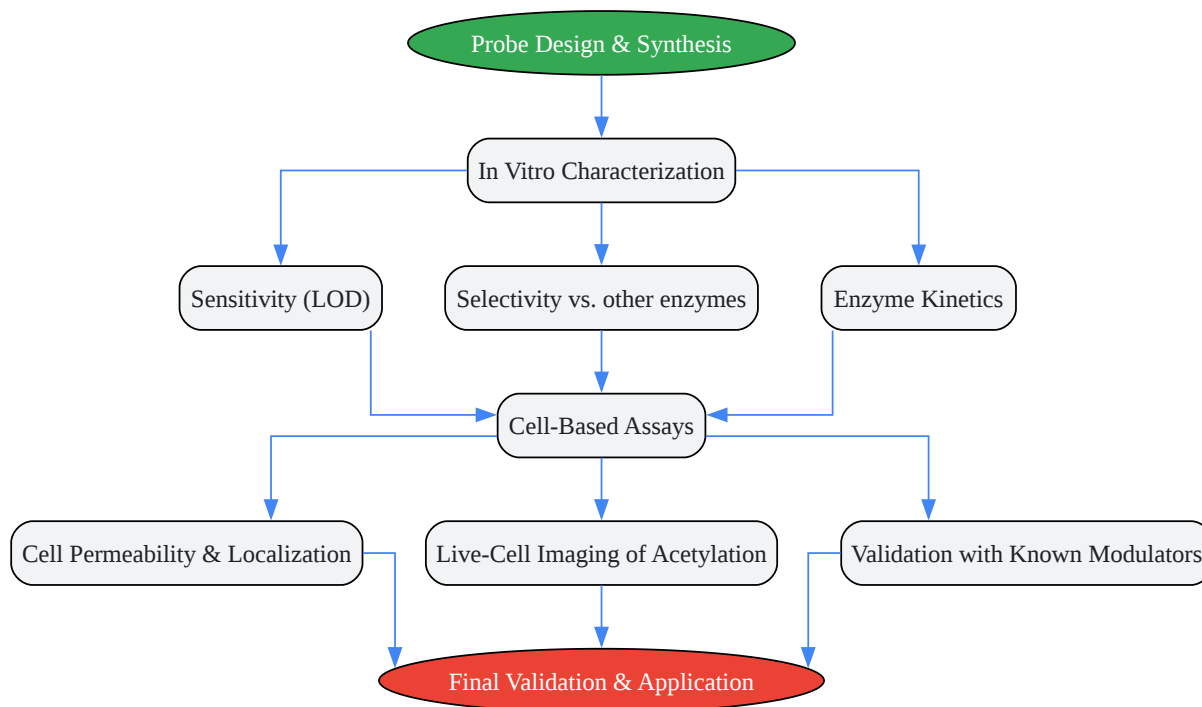 Probe Design & Synthesis
In Vitro Characterization
Sensitivity (LOD)
Selectivity vs. other enzymes
Enzyme Kinetics
Cell-Based Assays
Cell Permeability & Localization
Live-Cell Imaging of Acetylation
Validation with Known Modulators
Final Validation & Application